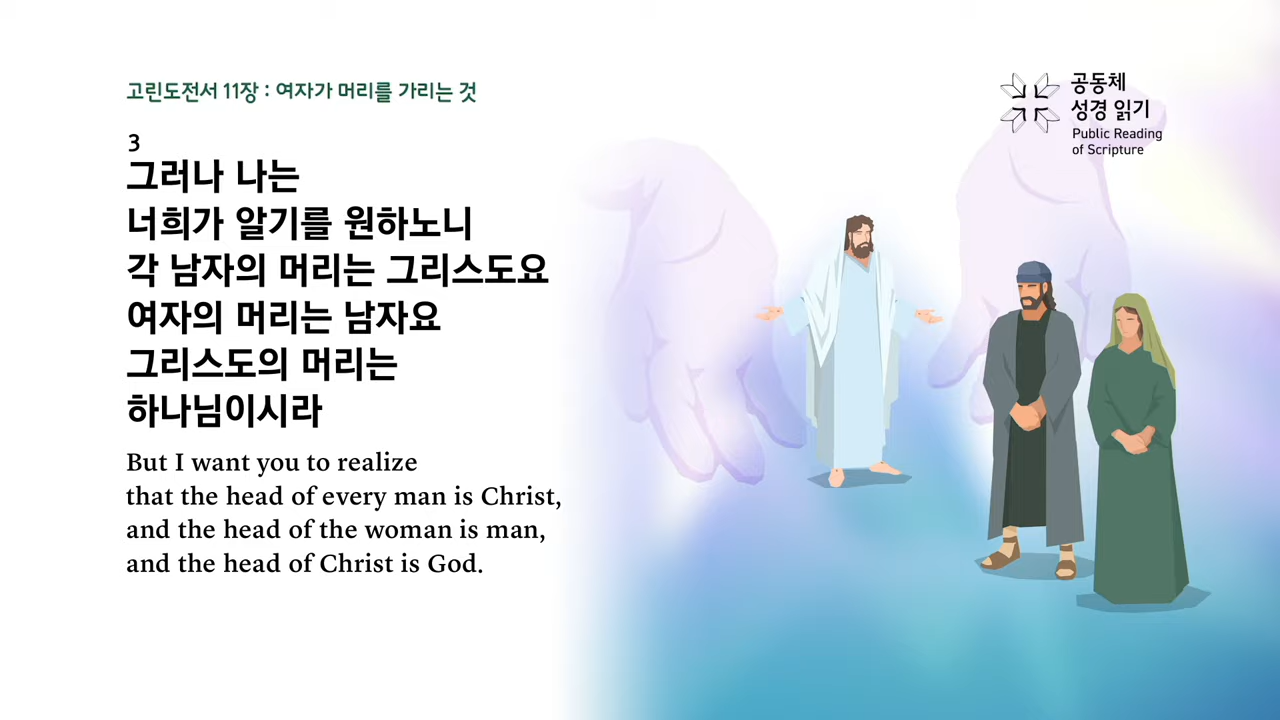 고린도전서 11장 : 여자가 머리를 가리는 것
공동체
성경 읽기
Public Reading
of Scripture
3
그러나 나는
너희가 알기를 원하노니
각 남자의 머리는 그리스도요
여자의 머리는 남자요
그리스도의 머리는
하나님이시라
But I want you to realize
that the head of every man is Christ,
and the head of the woman is man,
and the head of Christ is God.